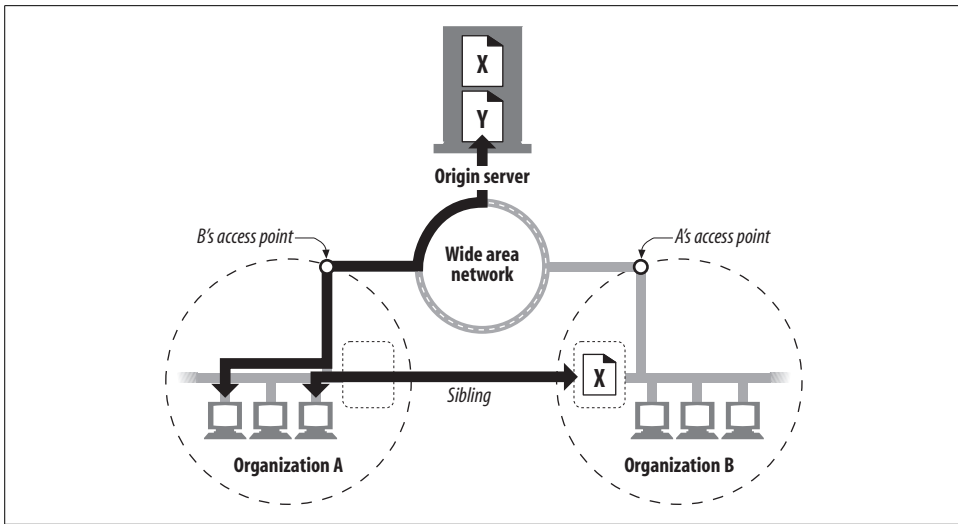 X
Y
Origin server
B's access point
Wide area
network
A's access point
X
Sibling
Organization A
Organization B